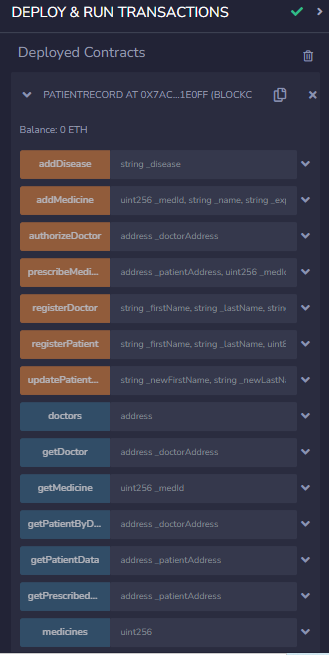 DEPLOY & RUN TRANSACTIONS
Deployed Contracts
PATIENTRECORD AT 0X7AC...1E0FF (BLOCKC
Balance: 0 ETH
addDisease string _disease
addMedicine uint256 _medId, string _name, string _exp
authorizeDoctor address _doctorAddress
prescribeMedi... address _patientAddress, uint256 _medIc
registerDoctor string _firstName, string _lastName, strin
registerPatient string _firstName, string _lastName, uint
updatePatient... string _newFirstName, string _newLastNa
doctors address
getDoctor address _doctorAddress
getMedicine uint256 _medId
getPatientByD... address _doctorAddress
getPatientData address _patientAddress
getPrescribed... address _patientAddress
medicines uint256